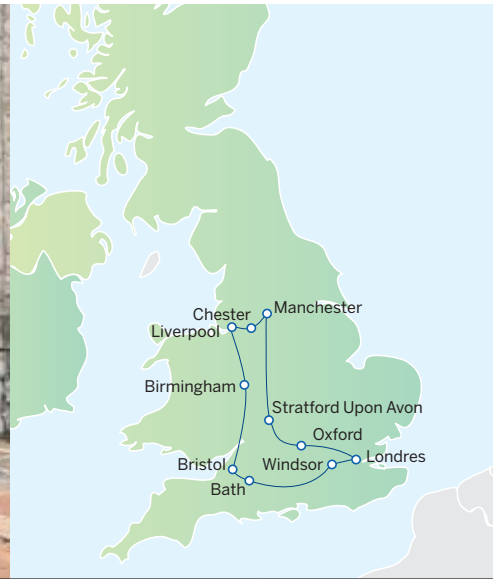 Manchester
Chester
Liverpool
Birmingham
Stratford Upon Avon
Oxford
Londres
Windsor
Bristol
Bath